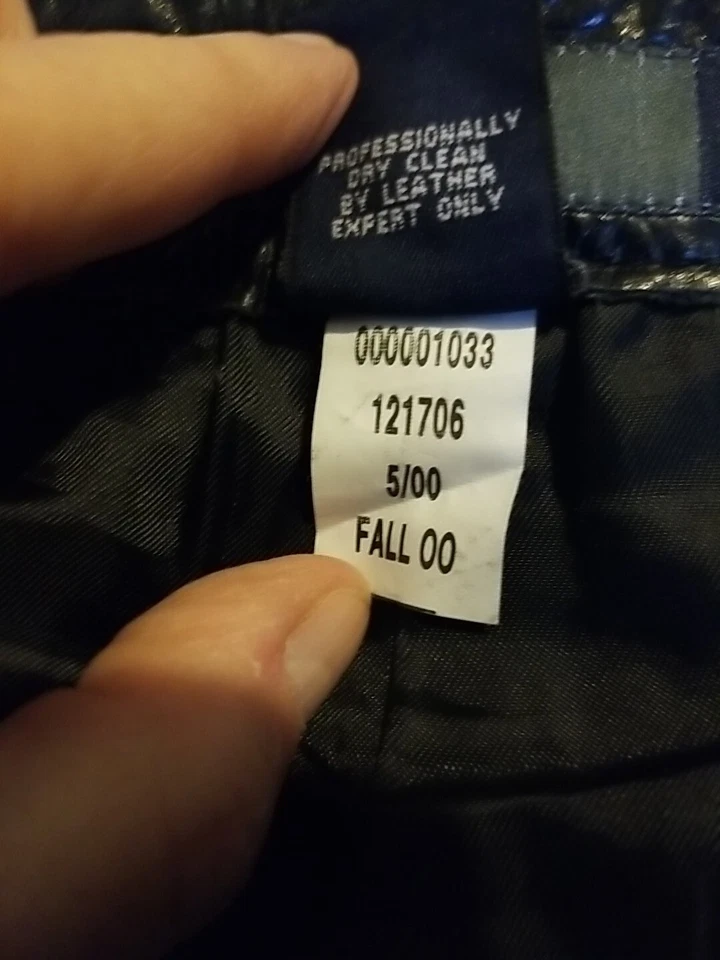 PROFESSIONALLY
DRY CLEAN
BY LEATHER
EXPERT ONLY
000001033
121706
5/00
FALL 00